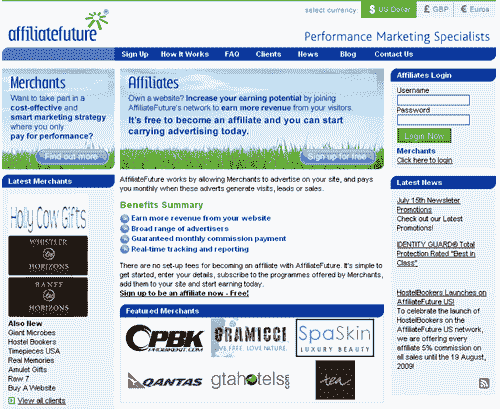 select currency: $ US Dollar £ GBP € Euros
affiliatefuture
Performance Marketing Specialists
Sign Up How It Works FAQ Clients News Blog Contact Us
Merchants
Want to take part in a
cost-effective and
smart marketing strategy
where you only
pay for performance?
Find out more
Affiliates
Own a website? Increase your earning potential by joining
AffiliateFuture's network to earn more revenue from your visitors.
It's free to become an affiliate and you can start
carrying advertising today.
Sign up for free
Affiliates Login
Username
Password
Login Now
Merchants
Click here to login
Latest Merchants
Holly Cow Gifts
WHISTLER
HORIZONS
BANFF
HORIZONS
Also New
Giant Microbes
Hostel Bookers
Timepieces USA
Real Memories
Amulet Gifts
Raw 7
Buy A Website
View all clients
AffiliateFuture works by allowing Merchants to advertise on your site, and pays
you monthly when these adverts generate visits, leads or sales.
Benefits Summary
Earn more revenue from your website
Broad range of advertisers
Guaranteed monthly commission payment
Real-time tracking and reporting
There are no set-up fees for becoming an affiliate with AffiliateFuture. It's simple to
get started, enter your details, subscribe to the programmes offered by Merchants,
add them to your site and start earning today.
Sign up to be an affiliate now - Free!
Featured Merchants
PBK
PROBERKIT.COM
GRAMICCI
LIVE FREE. LOVE NATURE.
SpaSkin
LUXURY BEAUTY
QANTAS
gtahotels.com
tea
Latest News
July 15th Newsleter
Promotions
Check out our Latest
Promotions!
IDENTITY GUARD® Total
Protection Rated "Best in
Class"
HostelBookers Launches on
AffiliateFuture US!
To celebrate the launch
of HostelBookers on
the AffiliateFuture US
network, we are offering every
affiliate 5% commission on
all sales until the 19 August,
2009!